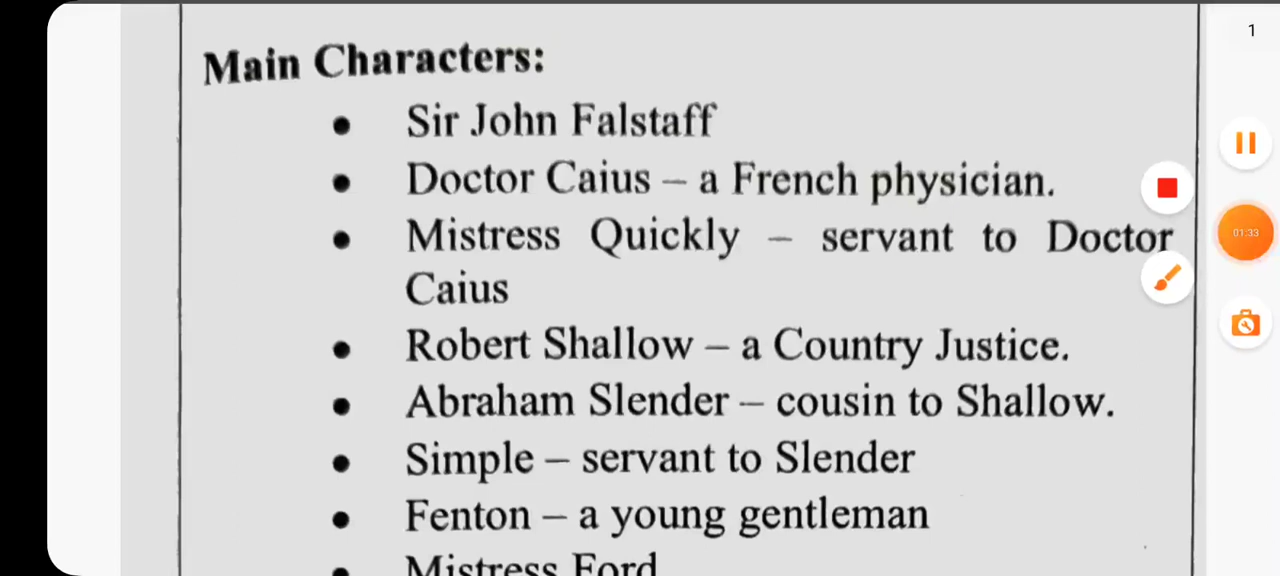 1
Main Characters:
• Sir John Falstaff
• Doctor Caius – a French physician.
• Mistress Quickly – servant to Doctor
Caius
• Robert Shallow – a Country Justice.
• Abraham Slender – cousin to Shallow.
• Simple – servant to Slender
• Fenton – a young gentleman
• Mistress Ford
01:33